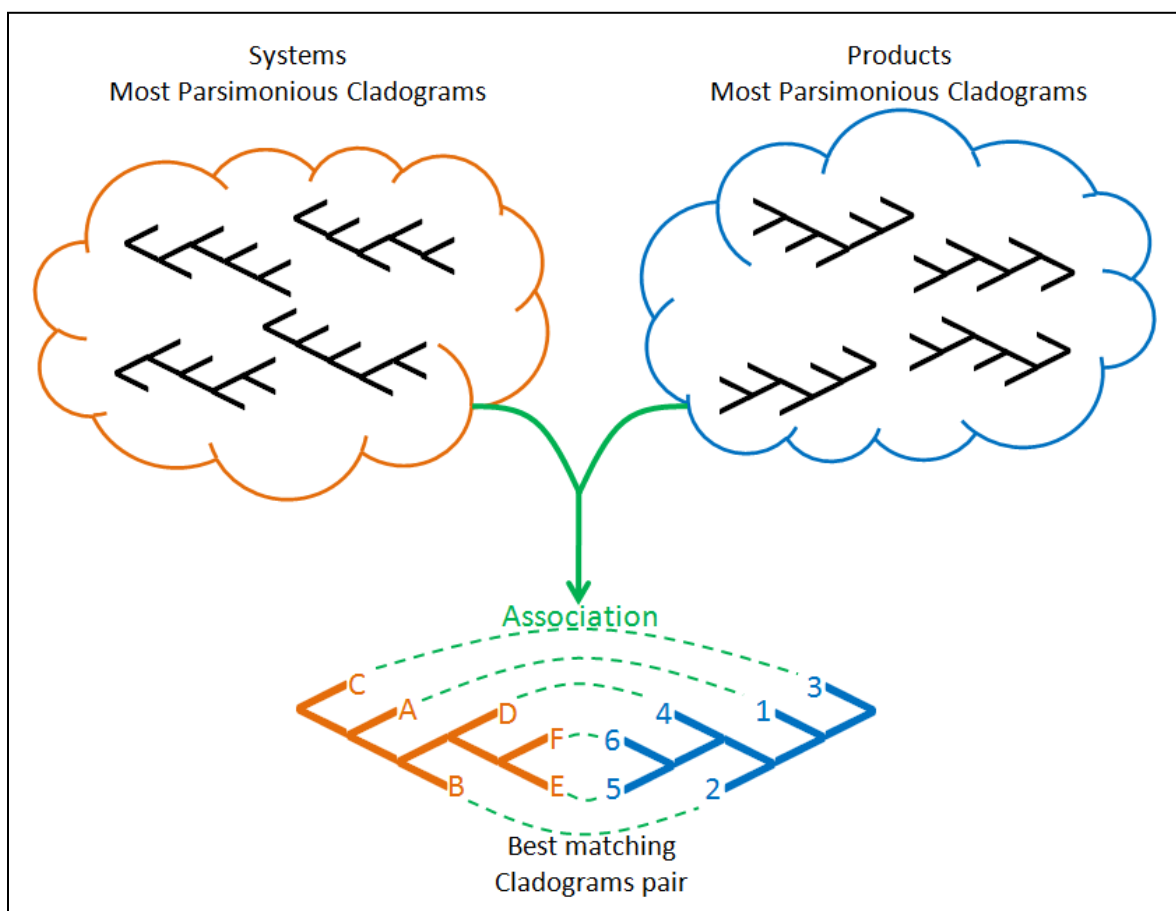 Systems
Most Parsimonious Cladograms
Products
Most Parsimonious Cladograms
Association
C
3
A
D
4
1
F
6
B
E
5
2
Best matching
Cladograms pair